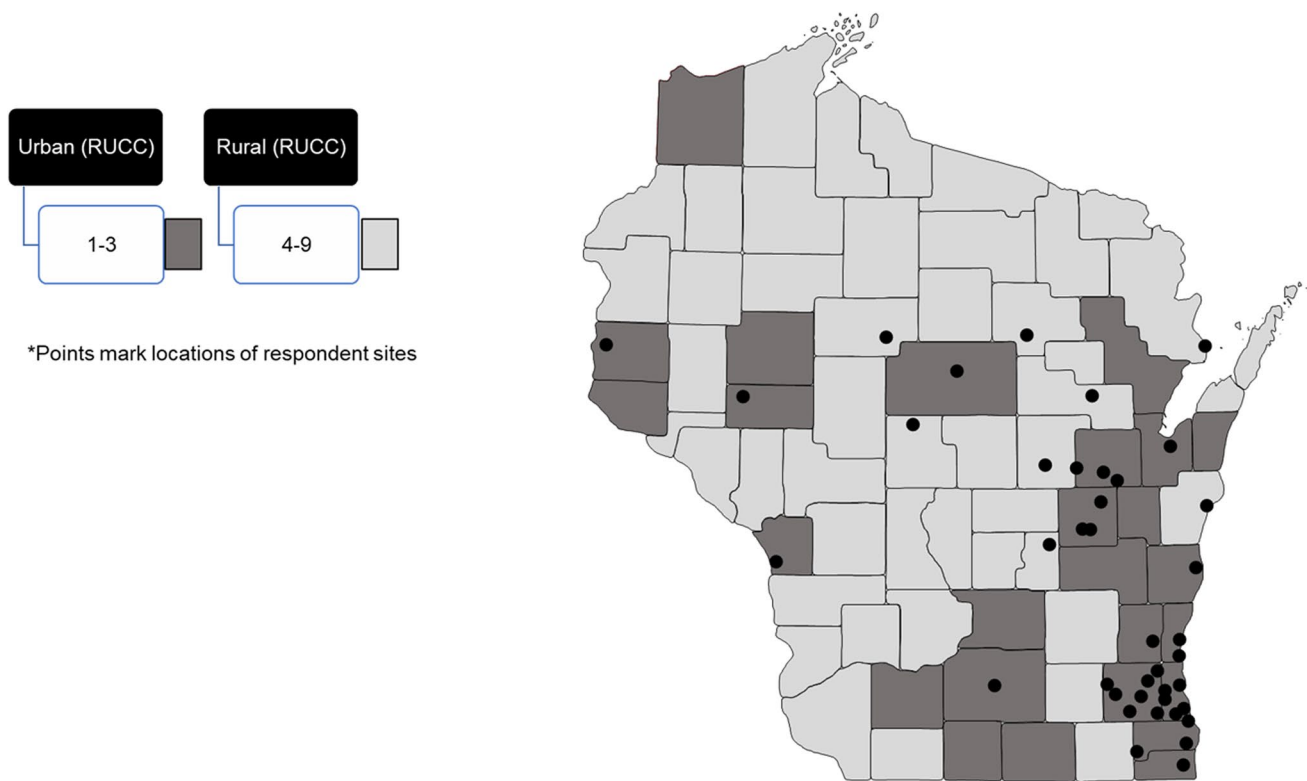 Urban (RUCC)
Rural (RUCC)
1-3
4-9
*Points mark locations of respondent sites